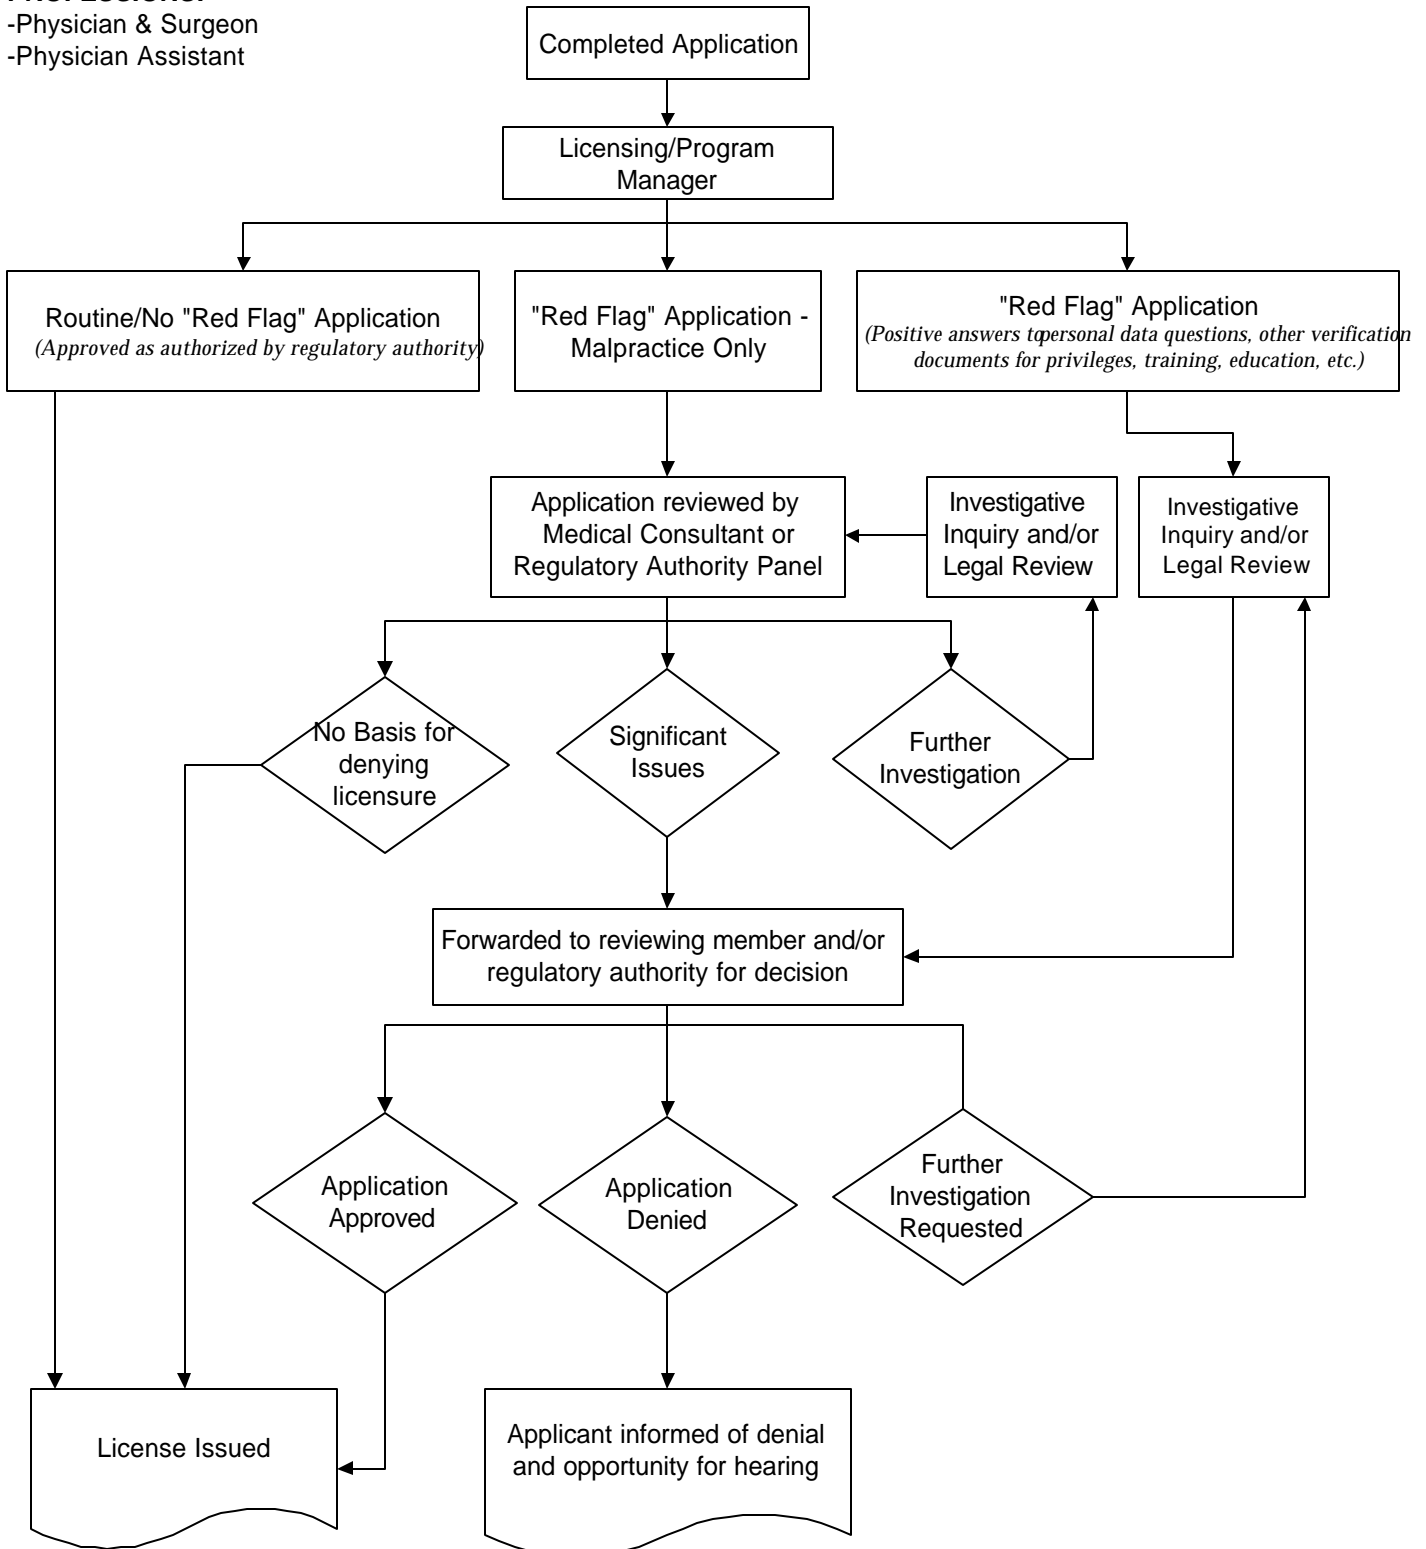 -Physician & Surgeon
-Physician Assistant
Completed Application
Licensing/Program
Manager
Routine/No "Red Flag" Application
(Approved as authorized by regulatory authority)
"Red Flag" Application -
Malpractice Only
"Red Flag" Application
(Positive answers to personal data questions, other verification
documents for privileges, training, education, etc.)
Application reviewed by
Medical Consultant or
Regulatory Authority Panel
Investigative
Inquiry and/or
Legal Review
Investigative
Inquiry and/or
Legal Review
No Basis for
denying
licensure
Significant
Issues
Further
Investigation
Forwarded to reviewing member and/or
regulatory authority for decision
Application
Approved
Application
Denied
Further
Investigation
Requested
License Issued
Applicant informed of denial
and opportunity for hearing